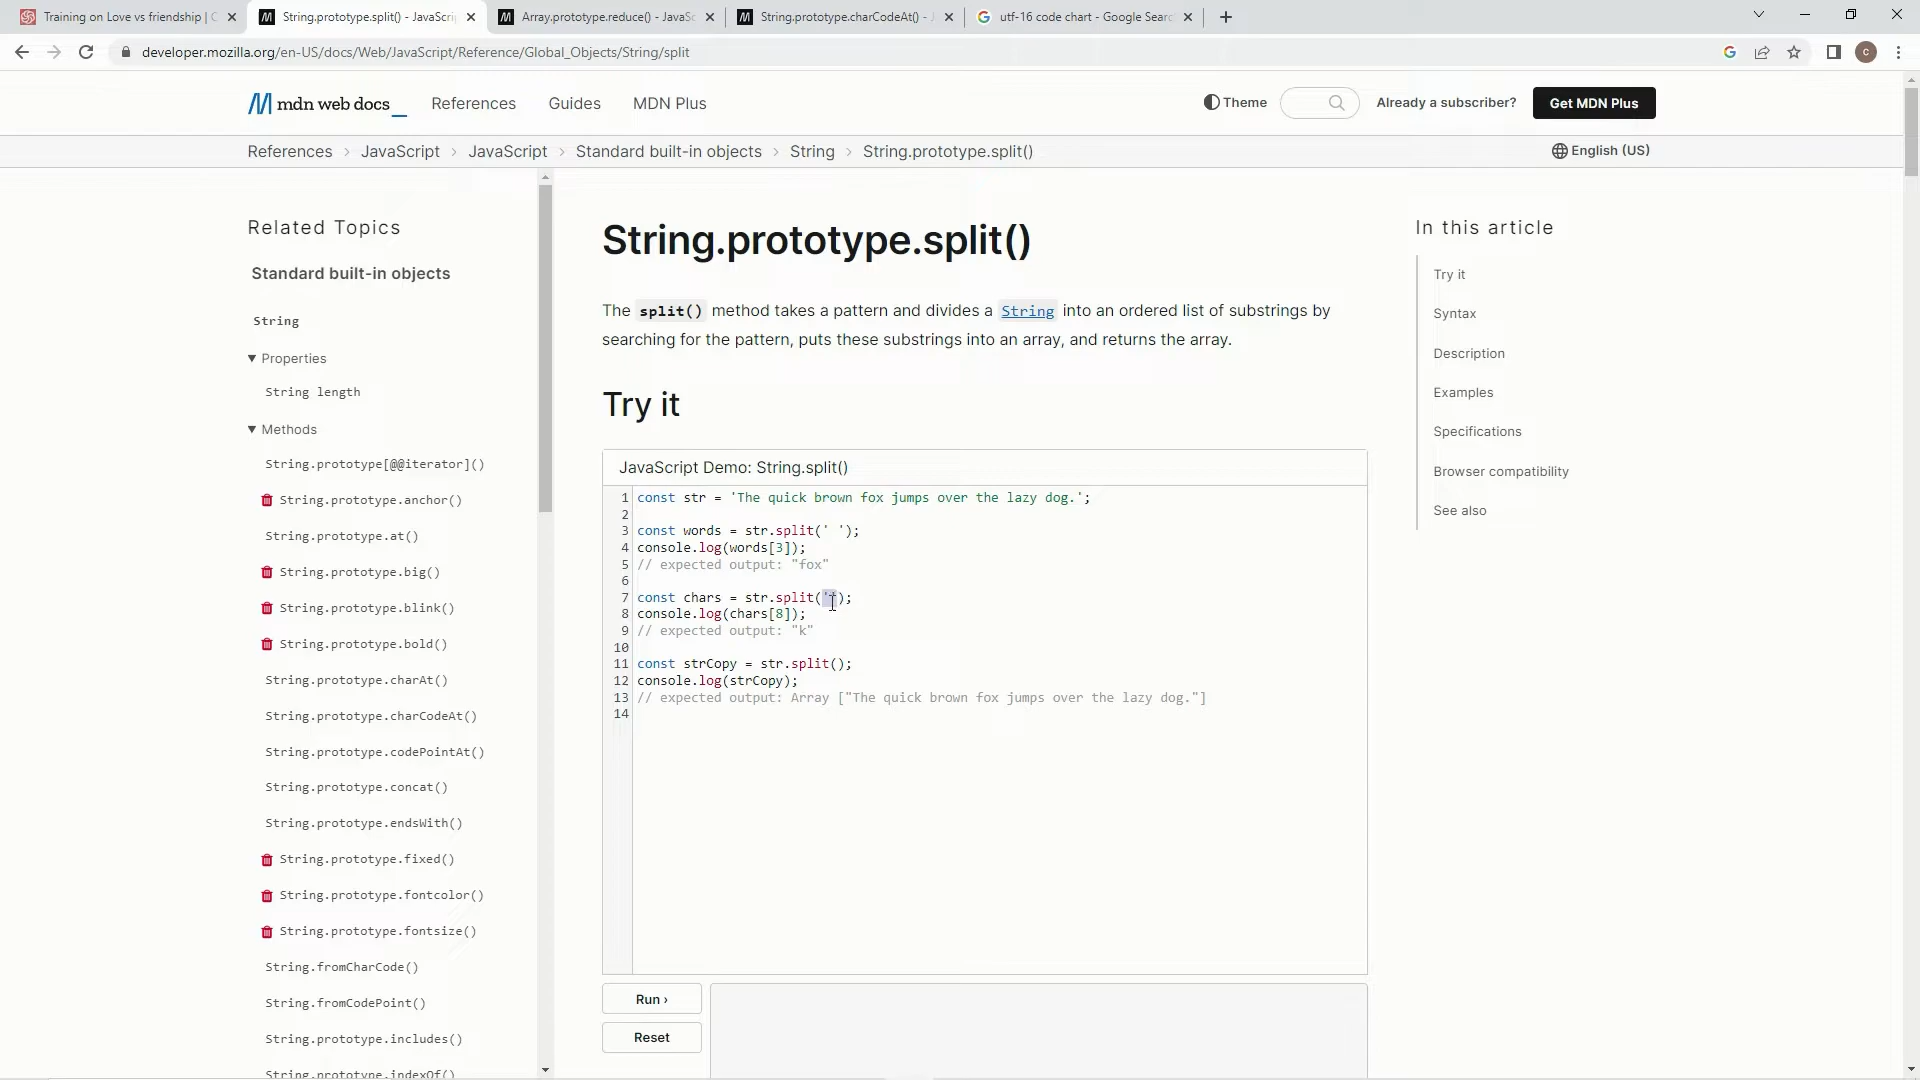 Training on Love vs friendship | C
String.prototype.split() - JavaScri
Array.prototype.reduce() - JavaSc
String.prototype.charCodeAt() - J
utf-16 code chart - Google Searc
developer.mozilla.org/en-US/docs/Web/JavaScript/Reference/Global_Objects/String/split
C
mdn web docs_
References
Guides
MDN Plus
Theme
Already a subscriber?
Get MDN Plus
References › JavaScript › JavaScript › Standard built-in objects › String › String.prototype.split()
English (US)
Related Topics
Standard built-in objects
String
Properties
String length
Methods
String.prototype[@@iterator]()
String.prototype.anchor()
String.prototype.at()
String.prototype.big()
String.prototype.blink()
String.prototype.bold()
String.prototype.charAt()
String.prototype.charCodeAt()
String.prototype.codePointAt()
String.prototype.concat()
String.prototype.endsWith()
String.prototype.fixed()
String.prototype.fontcolor()
String.prototype.fontsize()
String.fromCharCode()
String.fromCodePoint()
String.prototype.includes()
String.prototype.indexOf()
String.prototype.split()
The split() method takes a pattern and divides a String into an ordered list of substrings by
searching for the pattern, puts these substrings into an array, and returns the array.
Try it
JavaScript Demo: String.split()
1 const str = 'The quick brown fox jumps over the lazy dog.';
2
3 const words = str.split(' ');
4 console.log(words[3]);
5 // expected output: "fox"
6
7 const chars = str.split('');
8 console.log(chars[8]);
9 // expected output: "k"
10
11 const strCopy = str.split();
12 console.log(strCopy);
13 // expected output: Array ["The quick brown fox jumps over the lazy dog."]
14
Run ›
Reset
In this article
Try it
Syntax
Description
Examples
Specifications
Browser compatibility
See also